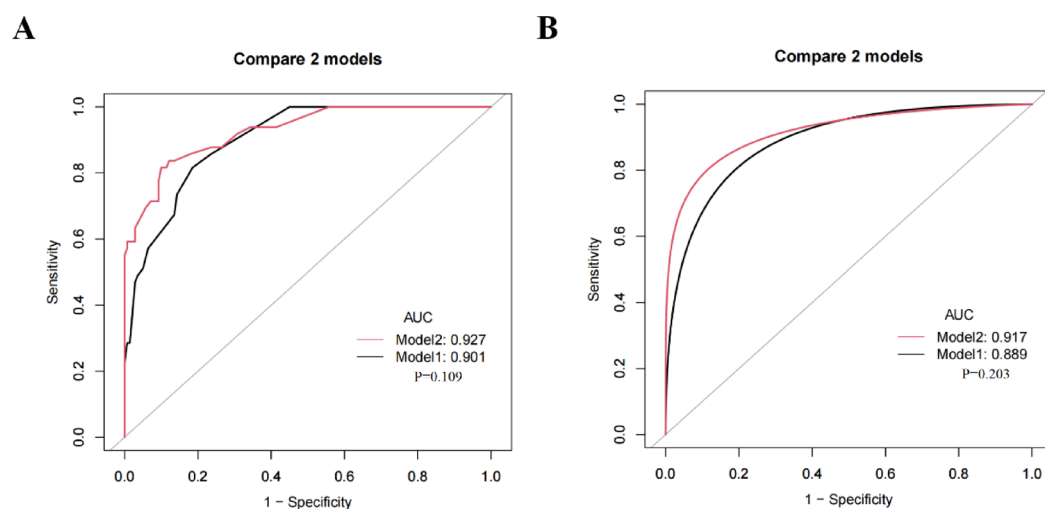 A
Compare 2 models
Sensitivity
1.0
0.8
0.6
0.4
0.2
0.0
AUC
Model2: 0.927
Model1: 0.901
P=0.109
0.0 0.2 0.4 0.6 0.8 1.0
1 − Specificity
B
Compare 2 models
Sensitivity
1.0
0.8
0.6
0.4
0.2
0.0
AUC
Model2: 0.917
Model1: 0.889
P=0.203
0.0 0.2 0.4 0.6 0.8 1.0
1 − Specificity